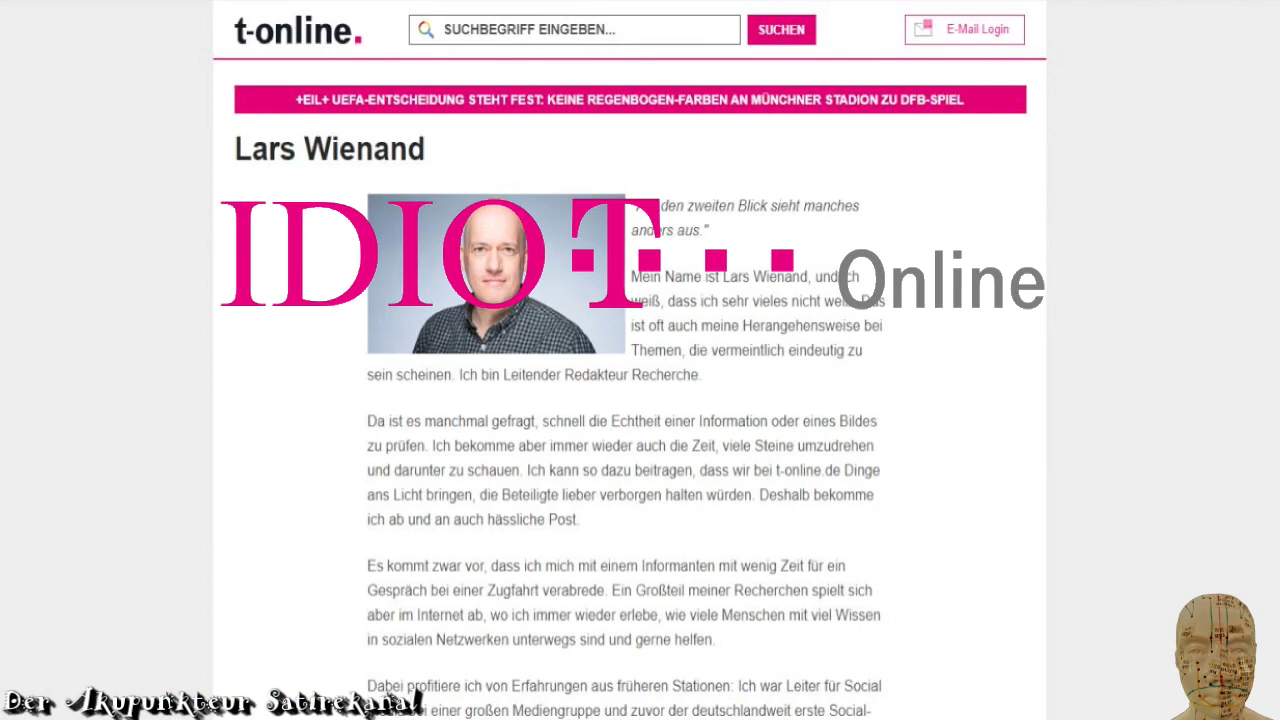 t-online.
SUCHBEGRIFF EINGEBEN...
SUCHEN
E-Mail Login
+EIL+ UEFA-ENTSCHEIDUNG STEHT FEST: KEINE REGENBOGEN-FARBEN AN MÜNCHNER STADION ZU DFB-SPIEL
Lars Wienand
IDIOT
Online
den zweiten Blick sieht manches
anders aus."
Mein Name ist Lars Wienand, und ich
weiß, dass ich sehr vieles nicht weiß. Das
ist oft auch meine Herangehensweise bei
Themen, die vermeintlich eindeutig zu
sein scheinen. Ich bin Leitender Redakteur Recherche.
Da ist es manchmal gefragt, schnell die Echtheit einer Information oder eines Bildes
zu prüfen. Ich bekomme aber immer wieder auch die Zeit, viele Steine umzudrehen
und darunter zu schauen. Ich kann so dazu beitragen, dass wir bei t-online.de Dinge
ans Licht bringen, die Beteiligte lieber verborgen halten würden. Deshalb bekomme
ich ab und an auch hässliche Post.
Es kommt zwar vor, dass ich mich mit einem Informanten mit wenig Zeit für ein
Gespräch bei einer Zugfahrt verabrede. Ein Großteil meiner Recherchen spielt sich
aber im Internet ab, wo ich immer wieder erlebe, wie viele Menschen mit viel Wissen
in sozialen Netzwerken unterwegs sind und gerne helfen.
Dabei profitiere ich von Erfahrungen aus früheren Stationen: Ich war Leiter für Social
einer großen Mediengruppe und zuvor der deutschlandweit erste Social-
Der Akupunkteur Satirekanal